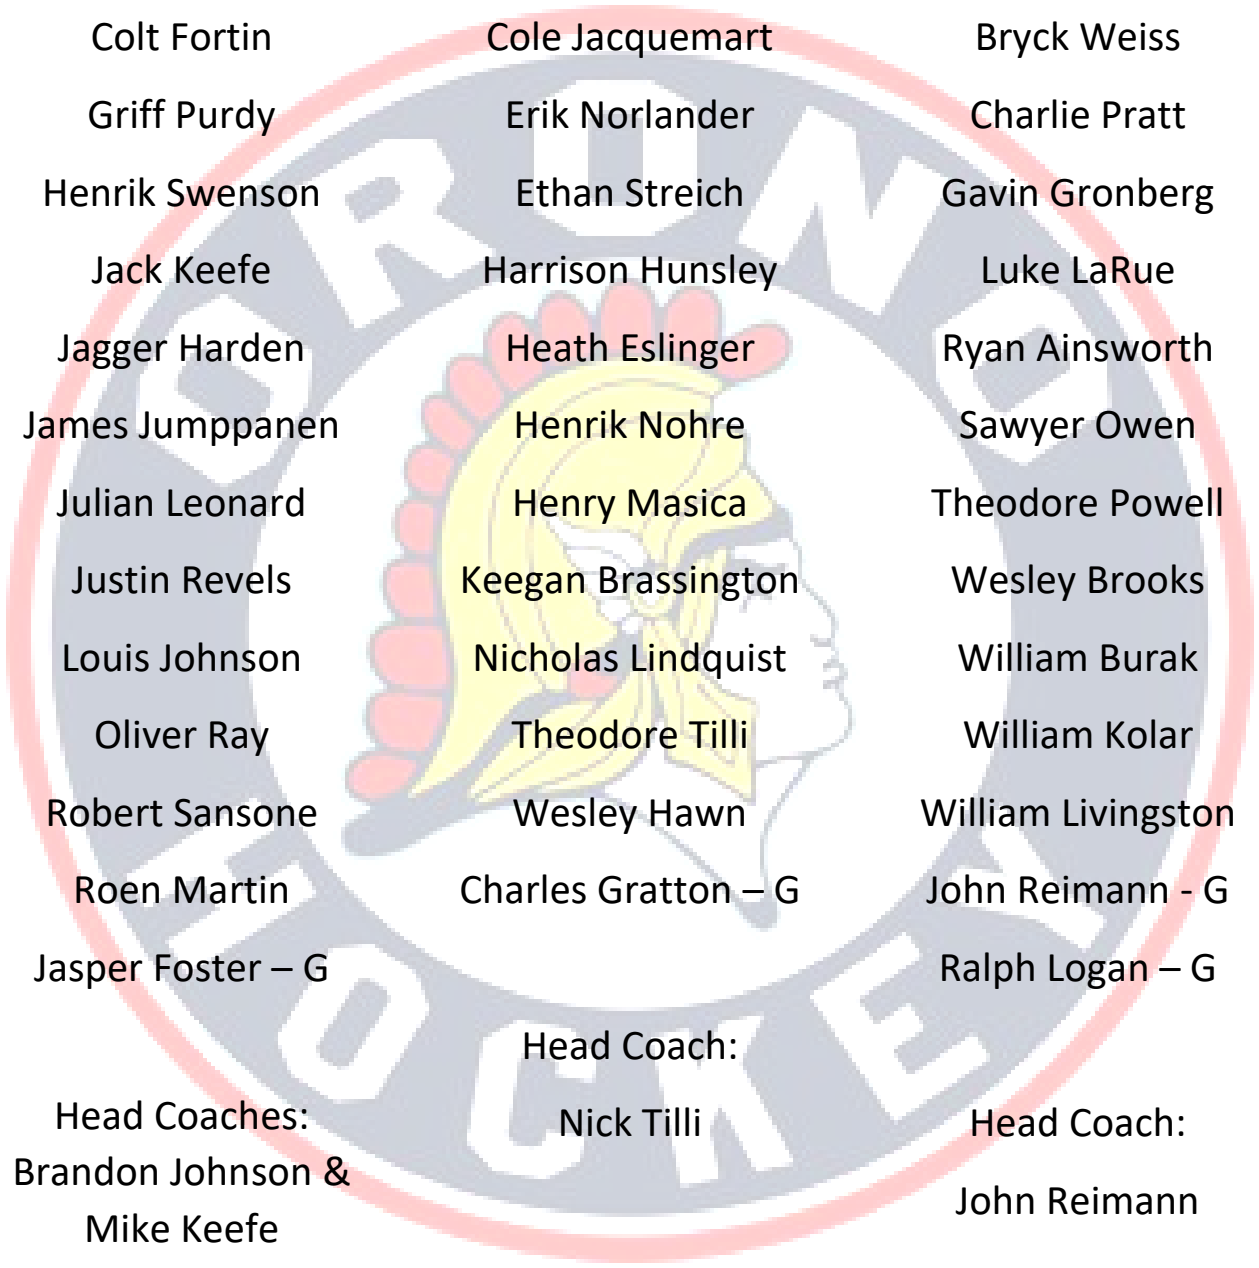 ORONO
HOCKEY
Colt Fortin
Griff Purdy
Henrik Swenson
Jack Keefe
Jagger Harden
James Jumppanen
Julian Leonard
Justin Revels
Louis Johnson
Oliver Ray
Robert Sansone
Roen Martin
Jasper Foster – G
Head Coaches:
Brandon Johnson &
Mike Keefe
Cole Jacquemart
Erik Norlander
Ethan Streich
Harrison Hunsley
Heath Eslinger
Henrik Nohre
Henry Masica
Keegan Brassington
Nicholas Lindquist
Theodore Tilli
Wesley Hawn
Charles Gratton – G
Head Coach:
Nick Tilli
Bryck Weiss
Charlie Pratt
Gavin Gronberg
Luke LaRue
Ryan Ainsworth
Sawyer Owen
Theodore Powell
Wesley Brooks
William Burak
William Kolar
William Livingston
John Reimann - G
Ralph Logan – G
Head Coach:
John Reimann